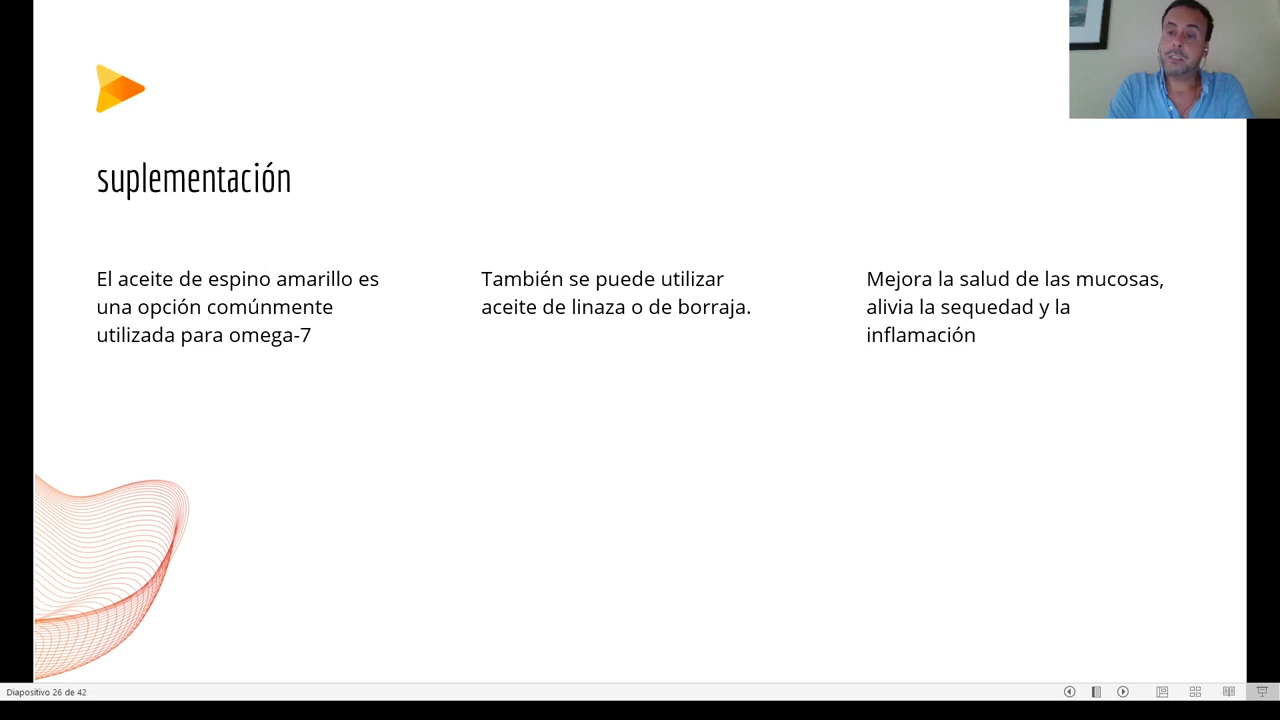 suplementación
El aceite de espino amarillo es
una opción comúnmente
utilizada para omega-7
También se puede utilizar
aceite de linaza o de borraja.
Mejora la salud de las mucosas,
alivia la sequedad y la
inflamación
Diapositivo 26 de 42